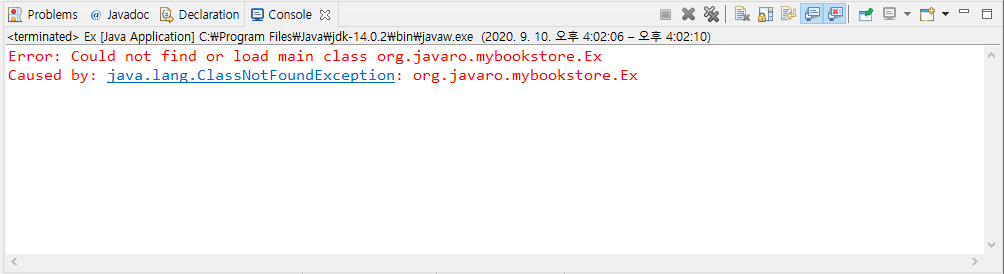 Problems @ Javadoc Declaration Console
<terminated> Ex [Java Application] C:₩Program Files₩Java₩jdk-14.0.2₩bin₩javaw.exe (2020. 9. 10. 오후 4:02:06 – 오후 4:02:10)
Error: Could not find or load main class org.javaro.mybookstore.Ex
Caused by: java.lang.ClassNotFoundException: org.javaro.mybookstore.Ex